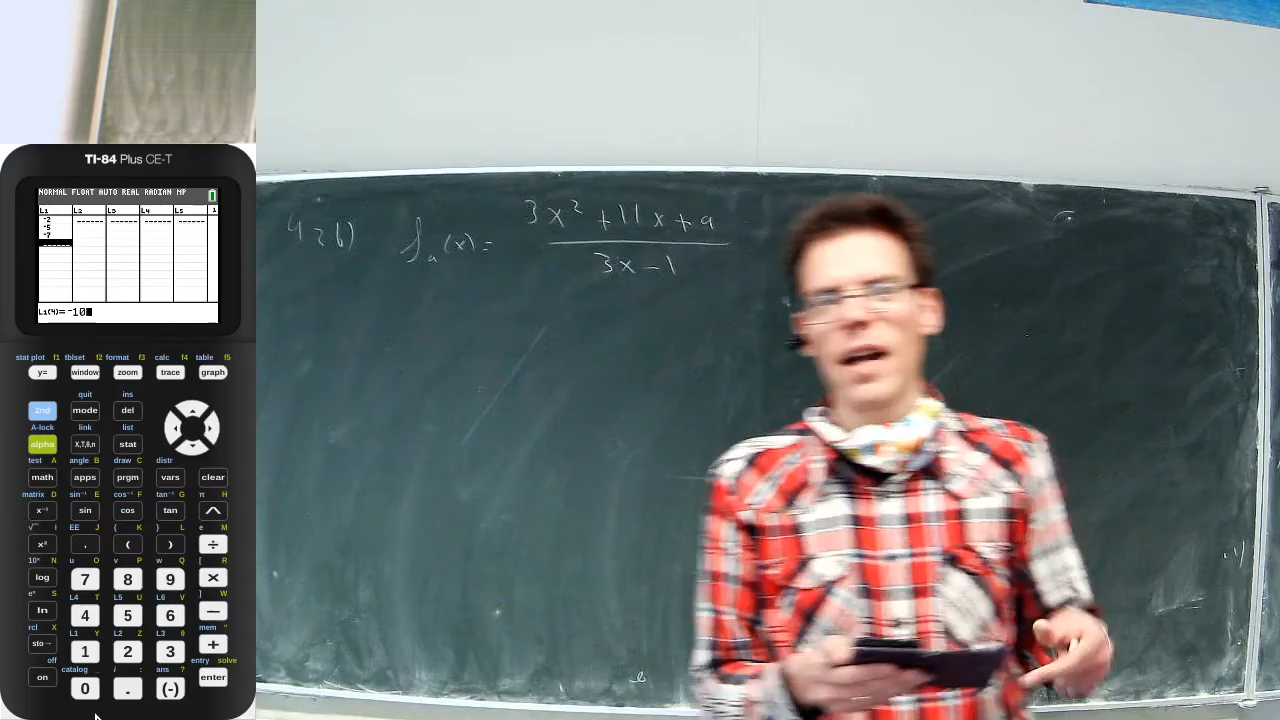 TI-84 Plus CE-T
NORMAL FLOAT AUTO REAL RADIAN MP
L1 L2 L3 L4 L5 1
-2
-5
-7
L1(4)=-10
stat plot f1 tblset f2 format f3 calc f4 table f5
y= window zoom trace graph
quit ins
2nd mode del
A-lock link list
alpha X,T,θ,n stat
test A angle B draw C distr
math apps prgm vars clear
matrix D sin⁻¹ E cos⁻¹ F tan⁻¹ G π H
x⁻¹ sin cos tan ^
√ I EE J { K } L e M
x² , ( ) ÷
10ˣ N u O v P w Q [ R
log 7 8 9 ×
eˣ S L4 T L5 U L6 V ] W
ln 4 5 6 −
rcl X L1 Y L2 Z L3 θ mem "
sto→ 1 2 3 +
off catalog _ i : ans ? entry solve
on 0 . (-) enter
4 2 b) fₐ(x) = 3x² + 11x + a
3x - 1